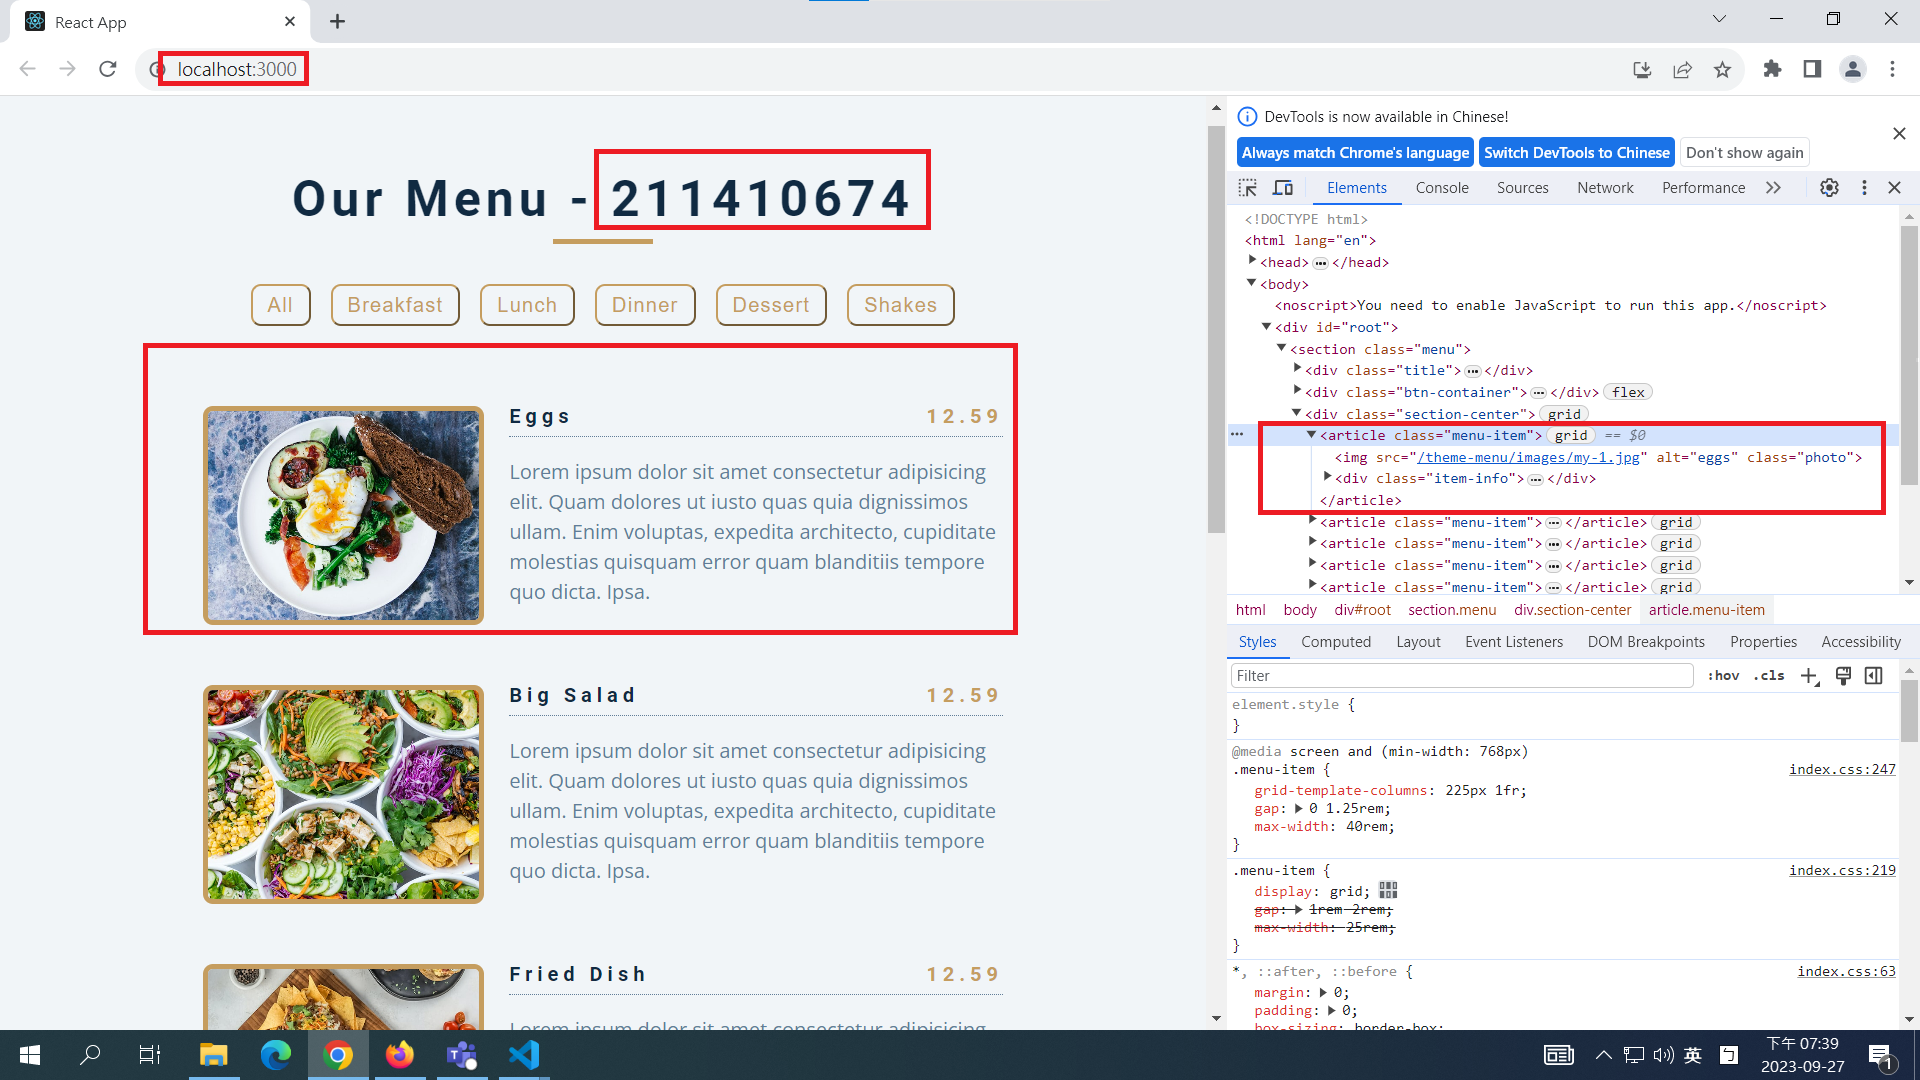 React App
localhost:3000
Our Menu - 211410674
All Breakfast Lunch Dinner Dessert Shakes
Eggs 12.59
Lorem ipsum dolor sit amet consectetur adipisicing
elit. Quam dolores ut iusto quas quia dignissimos
ullam. Enim voluptas, expedita architecto, cupiditate
molestias quisquam error quam blanditiis tempore
quo dicta. Ipsa.
Big Salad 12.59
Lorem ipsum dolor sit amet consectetur adipisicing
elit. Quam dolores ut iusto quas quia dignissimos
ullam. Enim voluptas, expedita architecto, cupiditate
molestias quisquam error quam blanditiis tempore
quo dicta. Ipsa.
Fried Dish 12.59
Lorem ipsum dolor sit amet consectetur adipisicing
DevTools is now available in Chinese!
Always match Chrome's language Switch DevTools to Chinese Don't show again
Elements Console Sources Network Performance
<!DOCTYPE html>
<html lang="en">
<head>…</head>
<body>
<noscript>You need to enable JavaScript to run this app.</noscript>
<div id="root">
<section class="menu">
<div class="title">…</div>
<div class="btn-container">…</div> flex
<div class="section-center"> grid
<article class="menu-item"> grid == $0
<img src="/theme-menu/images/my-1.jpg" alt="eggs" class="photo">
<div class="item-info">…</div>
</article>
<article class="menu-item">…</article> grid
<article class="menu-item">…</article> grid
<article class="menu-item">…</article> grid
<article class="menu-item">…</article> grid
html body div#root section.menu div.section-center article.menu-item
Styles Computed Layout Event Listeners DOM Breakpoints Properties Accessibility
Filter :hov .cls
element.style {
}
@media screen and (min-width: 768px)
.menu-item { index.css:247
grid-template-columns: 225px 1fr;
gap: 0 1.25rem;
max-width: 40rem;
}
.menu-item { index.css:219
display: grid;
gap: 1rem 2rem;
max-width: 25rem;
}
*, ::after, ::before { index.css:63
margin: 0;
padding: 0;
box-sizing: border-box;
英 下午 07:39
2023-09-27 1